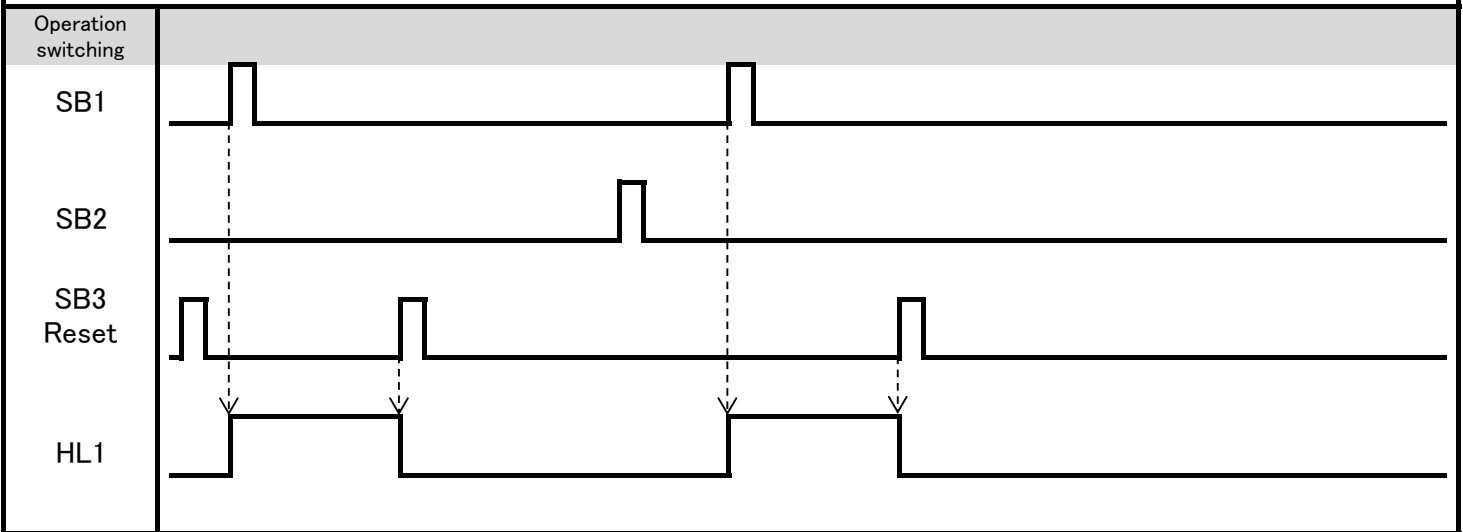 Operation
switching
SB1
SB2
SB3
Reset
HL1